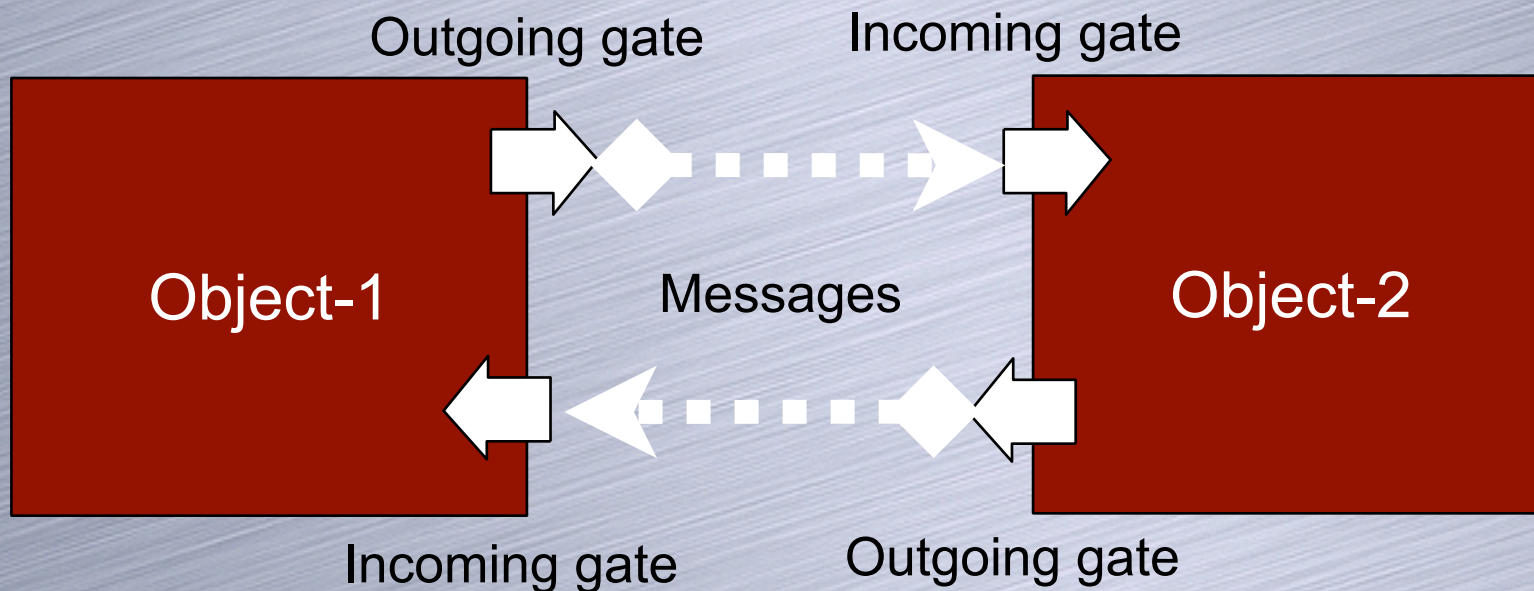 Outgoing gate
Incoming gate
Object-1
Messages
Object-2
Incoming gate
Outgoing gate